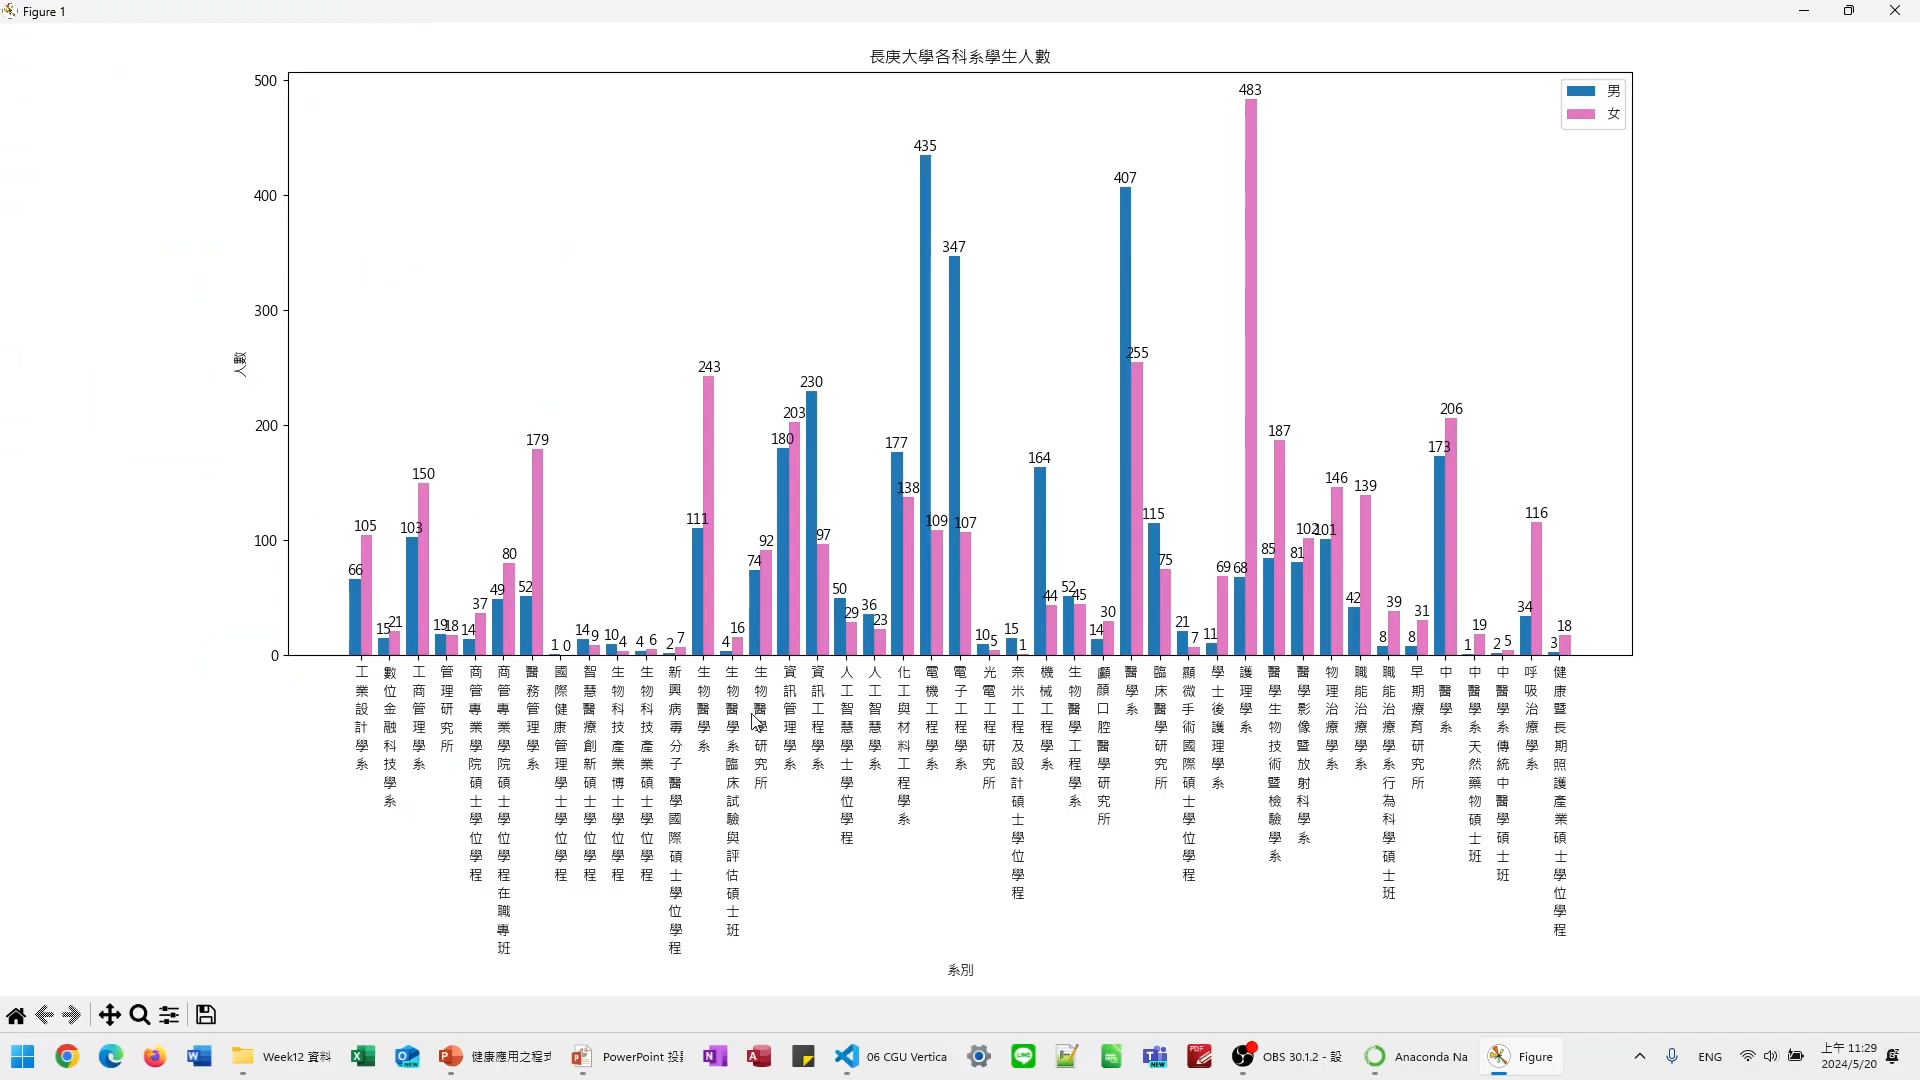 Figure 1
長庚大學各科系學生人數
男
女
500
400
300
200
100
0
人數
66
105
15
21
103
150
19
18
14
37
49
80
52
179
1
0
14
9
10
4
4
6
2
7
111
243
4
16
74
92
180
203
230
97
50
29
36
23
177
138
435
109
347
107
10
5
15
1
164
44
52
45
14
30
407
255
115
75
21
7
11
69
68
483
85
187
81
102
101
146
42
139
8
39
8
31
173
206
1
19
2
5
34
116
3
18
工業設計學系
數位金融科技學系
工商管理學系
管理研究所
商管專業學院碩士學位學程
商管專業學院碩士學位學程在職專班
醫務管理學系
國際健康管理學士學位學程
智慧醫療創新碩士學位學程
生物科技產業博士學位學程
生物科技產業碩士學位學程
新興病毒分子醫學國際碩士學位學程
生物醫學系
生物醫學系臨床試驗與評估碩士班
生物醫學研究所
資訊管理學系
資訊工程學系
人工智慧學士學位學程
人工智慧學系
化工與材料工程學系
電機工程學系
電子工程學系
光電工程研究所
奈米工程及設計碩士學位學程
機械工程學系
生物醫學工程學系
顱顏口腔醫學研究所
醫學系
臨床醫學研究所
顯微手術國際碩士學位學程
學士後護理學系
護理學系
醫學生物技術暨檢驗學系
醫學影像暨放射科學系
物理治療學系
職能治療學系
職能治療學系行為科學碩士班
早期療育研究所
中醫學系
中醫學系天然藥物碩士班
中醫學系傳統中醫學碩士班
呼吸治療學系
健康暨長期照護產業碩士學位學程
系別
Week12 資料
健康應用之程式
PowerPoint 投
06 CGU Vertica
OBS 30.1.2 - 設
Anaconda Na
Figure
ENG
上午 11:29
2024/5/20